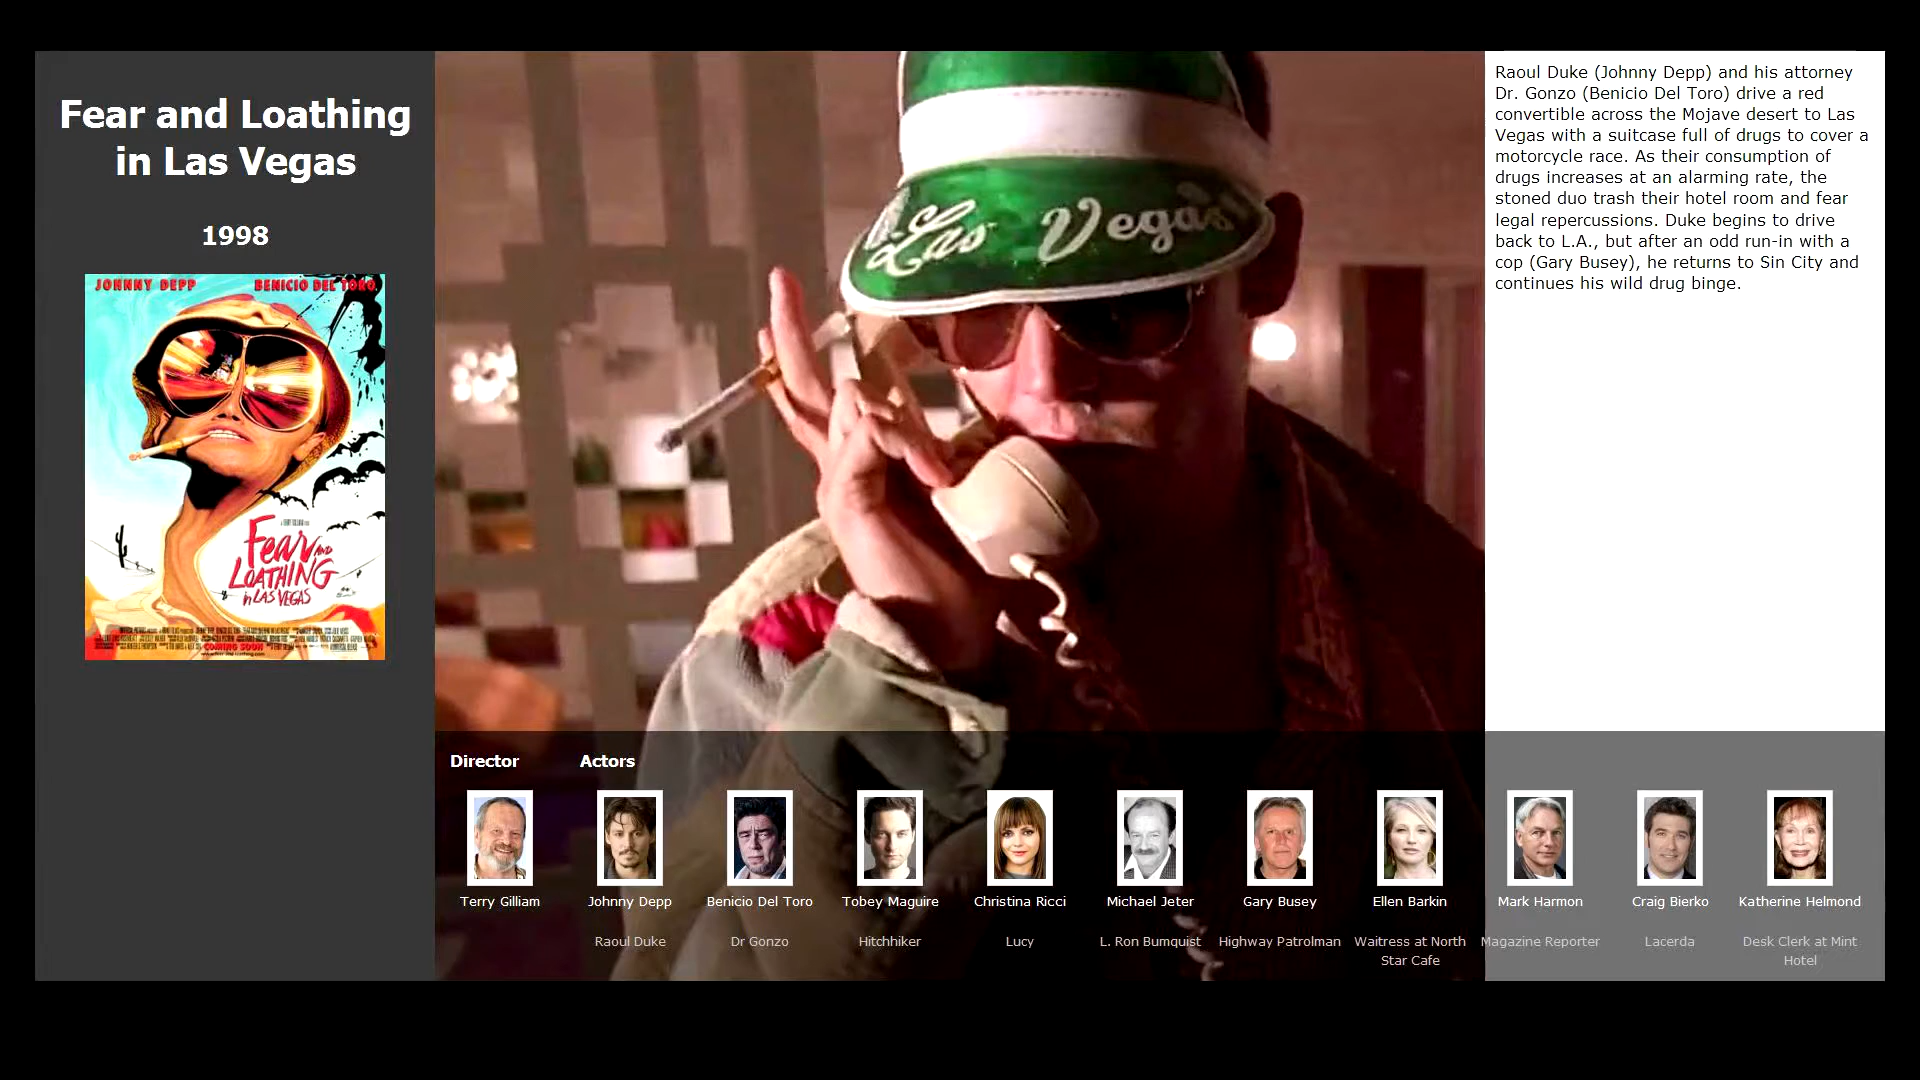 Fear and Loathing
in Las Vegas
1998
JOHNNY DEPP BENICIO DEL TORO
Fear AND
LOATHING
in LAS VEGAS
COMING SOON
Las Vegas
Raoul Duke (Johnny Depp) and his attorney
Dr. Gonzo (Benicio Del Toro) drive a red
convertible across the Mojave desert to Las
Vegas with a suitcase full of drugs to cover a
motorcycle race. As their consumption of
drugs increases at an alarming rate, the
stoned duo trash their hotel room and fear
legal repercussions. Duke begins to drive
back to L.A., but after an odd run-in with a
cop (Gary Busey), he returns to Sin City and
continues his wild drug binge.
Director Actors
Terry Gilliam Johnny Depp Benicio Del Toro Tobey Maguire Christina Ricci Michael Jeter Gary Busey Ellen Barkin Mark Harmon Craig Bierko Katherine Helmond
Raoul Duke Dr Gonzo Hitchhiker Lucy L. Ron Bumquist Highway Patrolman Waitress at North Magazine Reporter Lacerda Desk Clerk at Mint
Star Cafe Hotel